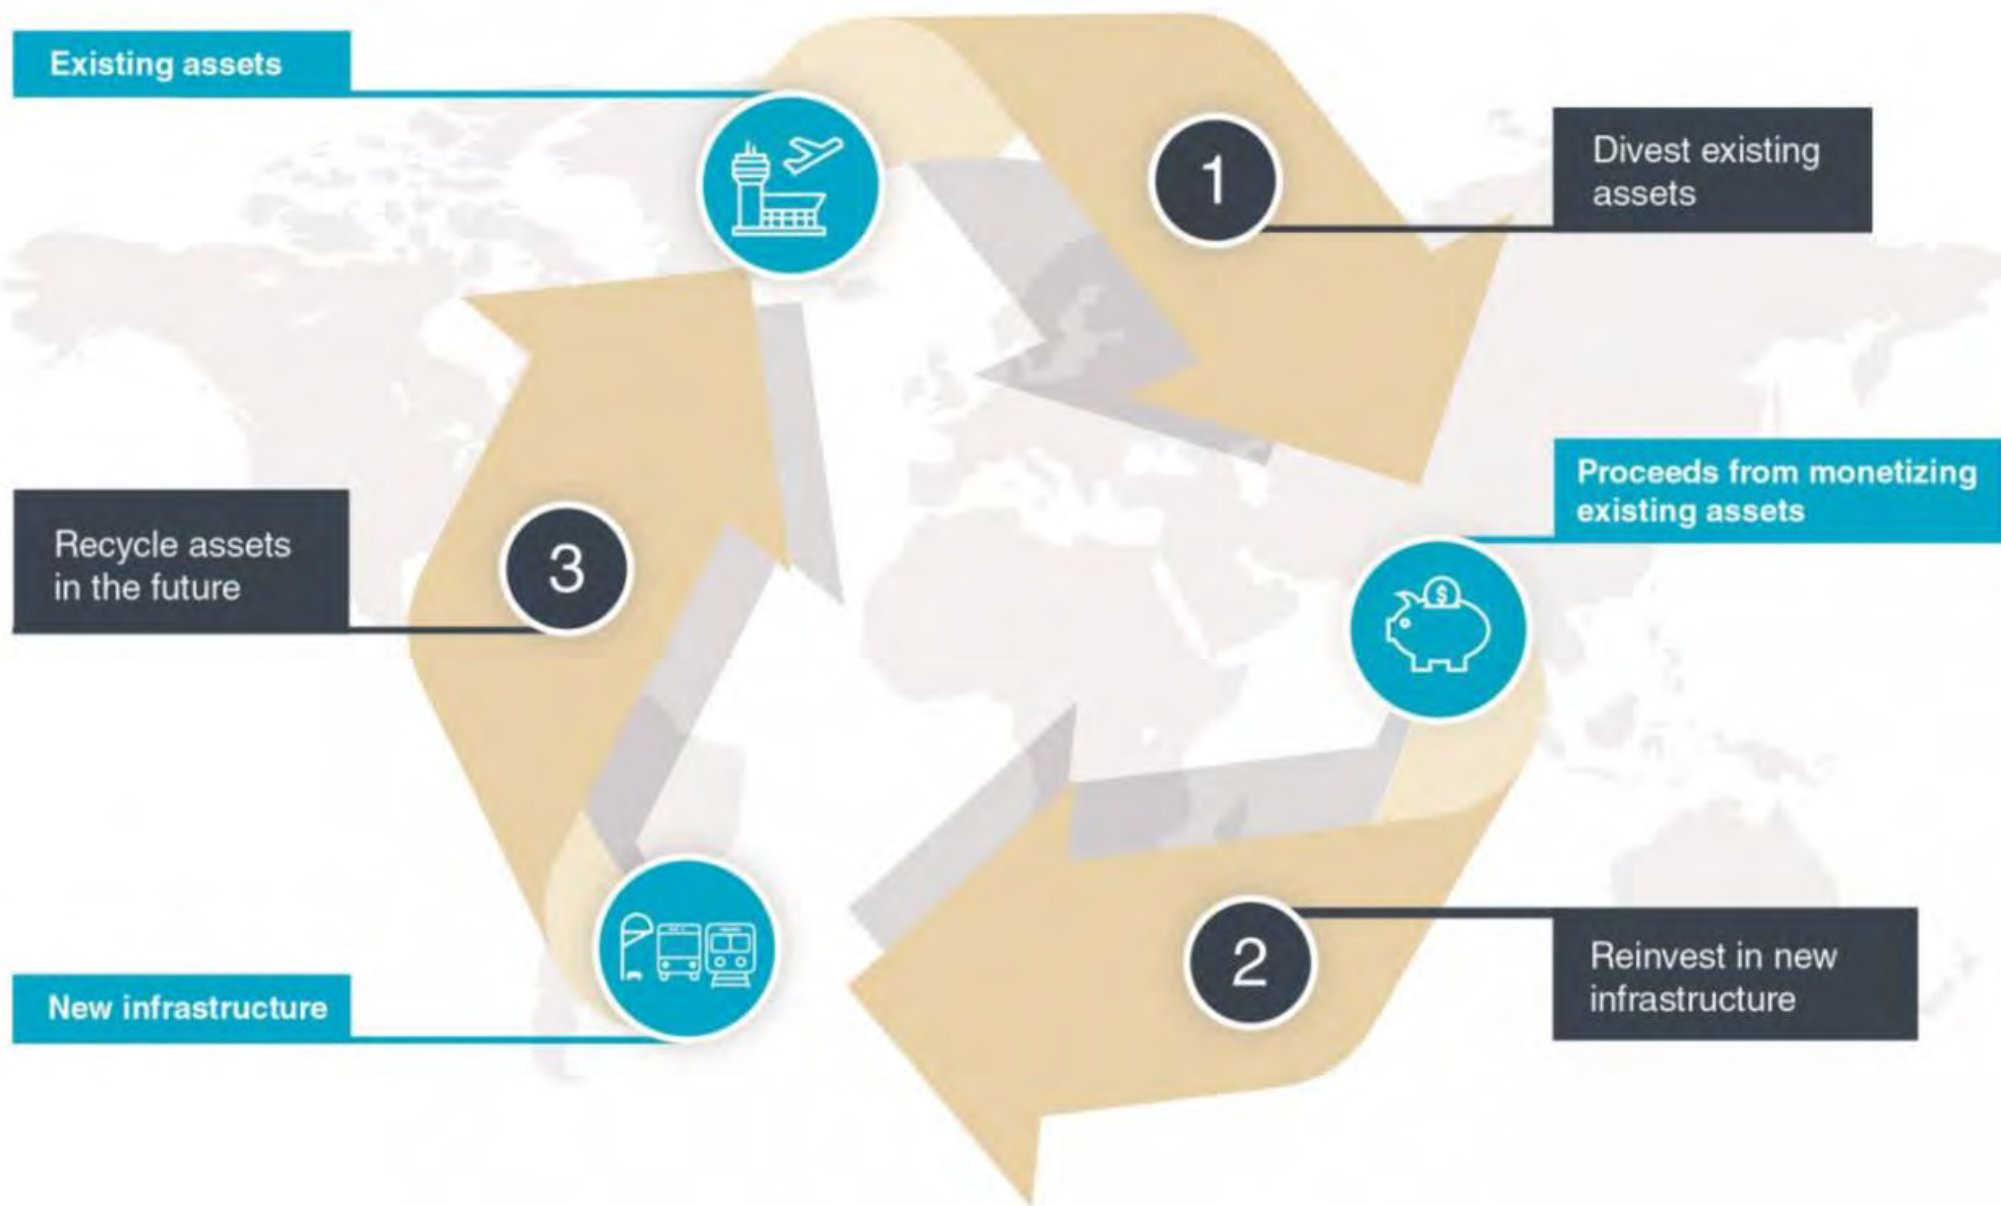 Existing assets
1
Divest existing
assets
Proceeds from monetizing
existing assets
$
Recycle assets
in the future
3
2
Reinvest in new
infrastructure
New infrastructure